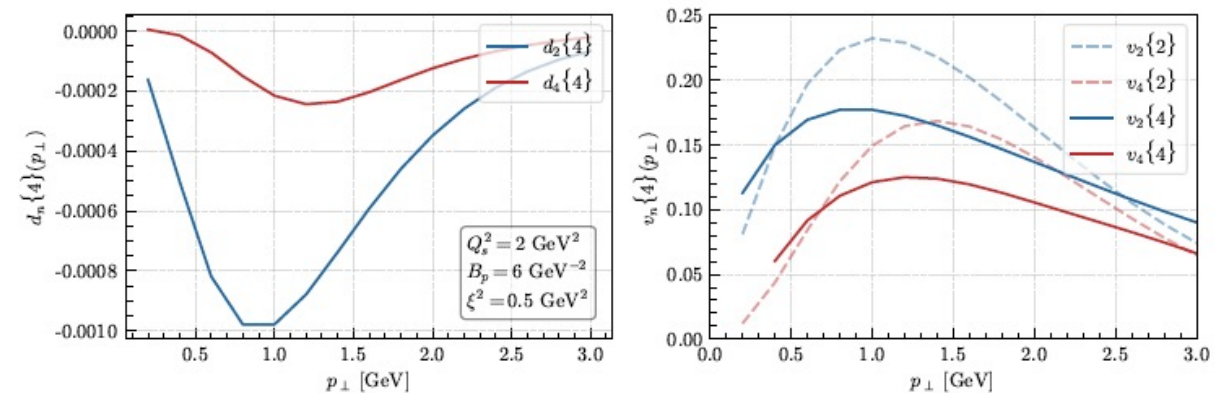 0.0000
-0.0002
-0.0004
-0.0006
-0.0008
-0.0010
d_n{4}(p_⊥)
0.5 1.0 1.5 2.0 2.5 3.0
p_⊥ [GeV]
d_2{4}
d_4{4}
Q_s^2 = 2 GeV^2
B_p = 6 GeV^{-2}
ξ^2 = 0.5 GeV^2
0.25
0.20
0.15
0.10
0.05
0.00
v_n{4}(p_⊥)
0.0 0.5 1.0 1.5 2.0 2.5 3.0
p_⊥ [GeV]
v_2{2}
v_4{2}
v_2{4}
v_4{4}